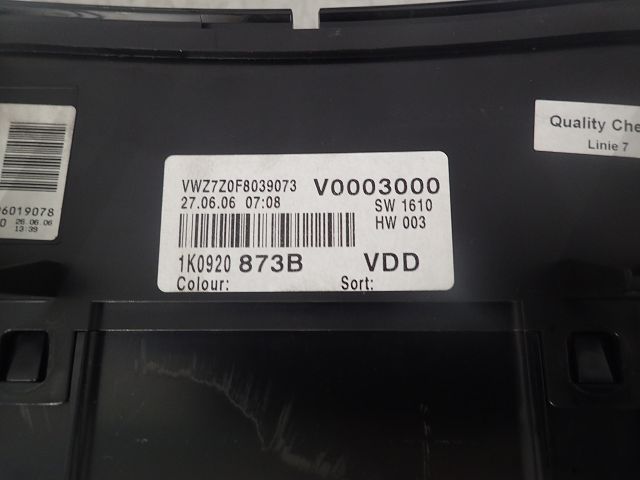 6019078
0 26.06.06
13:39
VWZ7Z0F8039073 V0003000
27.06.06 07:08 SW 1610
HW 003
1K0920 873B VDD
Colour: Sort:
Quality Che
Linie 7